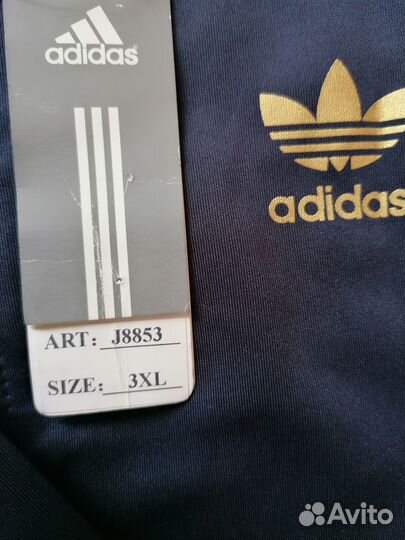 adidas
adidas
ART: J8853
SIZE: 3XL
Avito